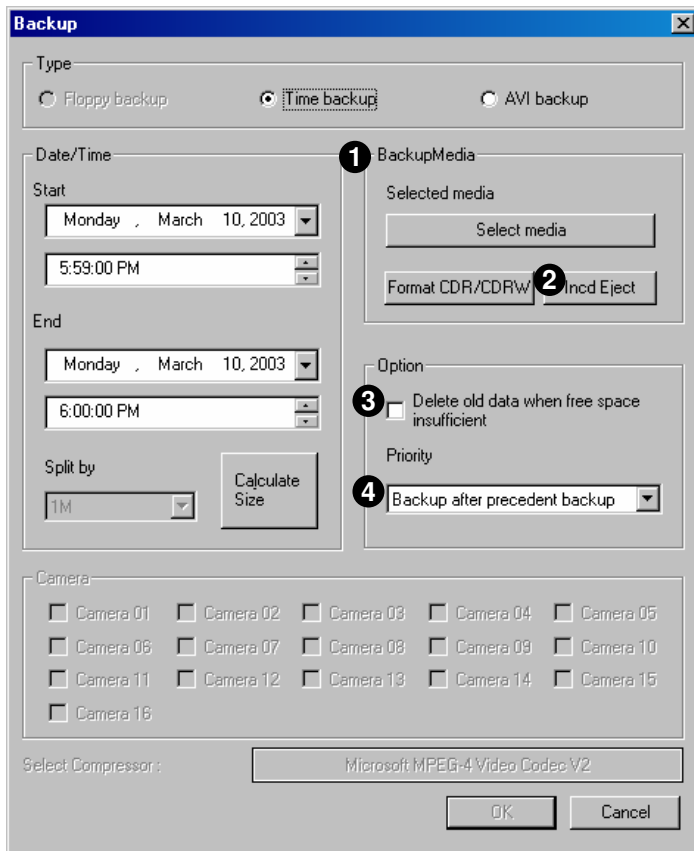 Backup
Type
Floppy backup
Time backup
AVI backup
Date/Time
Start
Monday , March 10, 2003
5:59:00 PM
End
Monday , March 10, 2003
6:00:00 PM
Split by
1M
Calculate
Size
1
BackupMedia
Selected media
Select media
Format CDR/CDRW
2
Incd Eject
Option
3
Delete old data when free space
insufficient
Priority
4
Backup after precedent backup
Camera
Camera 01
Camera 02
Camera 03
Camera 04
Camera 05
Camera 06
Camera 07
Camera 08
Camera 09
Camera 10
Camera 11
Camera 12
Camera 13
Camera 14
Camera 15
Camera 16
Select Compressor :
Microsoft MPEG-4 Video Codec V2
OK
Cancel